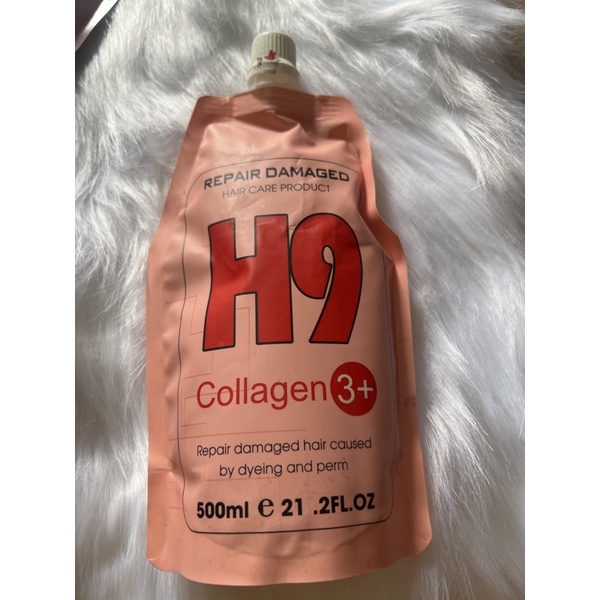 REPAIR DAMAGED
HAIR CARE PRODUCT
H9
Collagen 3+
Repair damaged hair caused
by dyeing and perm
500ml e 21 .2FL.OZ